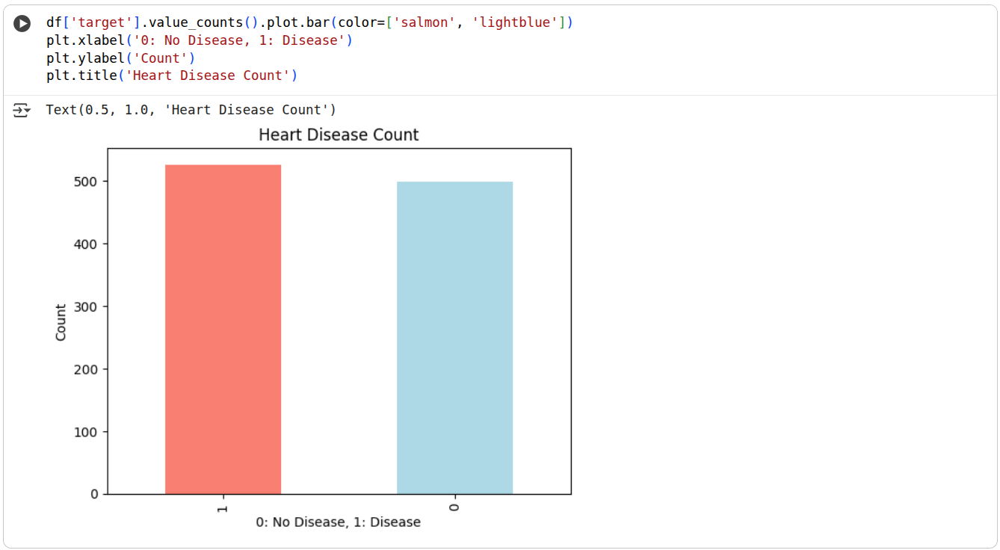 df['target'].value_counts().plot.bar(color=['salmon', 'lightblue'])
plt.xlabel('0: No Disease, 1: Disease')
plt.ylabel('Count')
plt.title('Heart Disease Count')
Text(0.5, 1.0, 'Heart Disease Count')
Heart Disease Count
500
400
300
200
100
0
Count
1
0
0: No Disease, 1: Disease